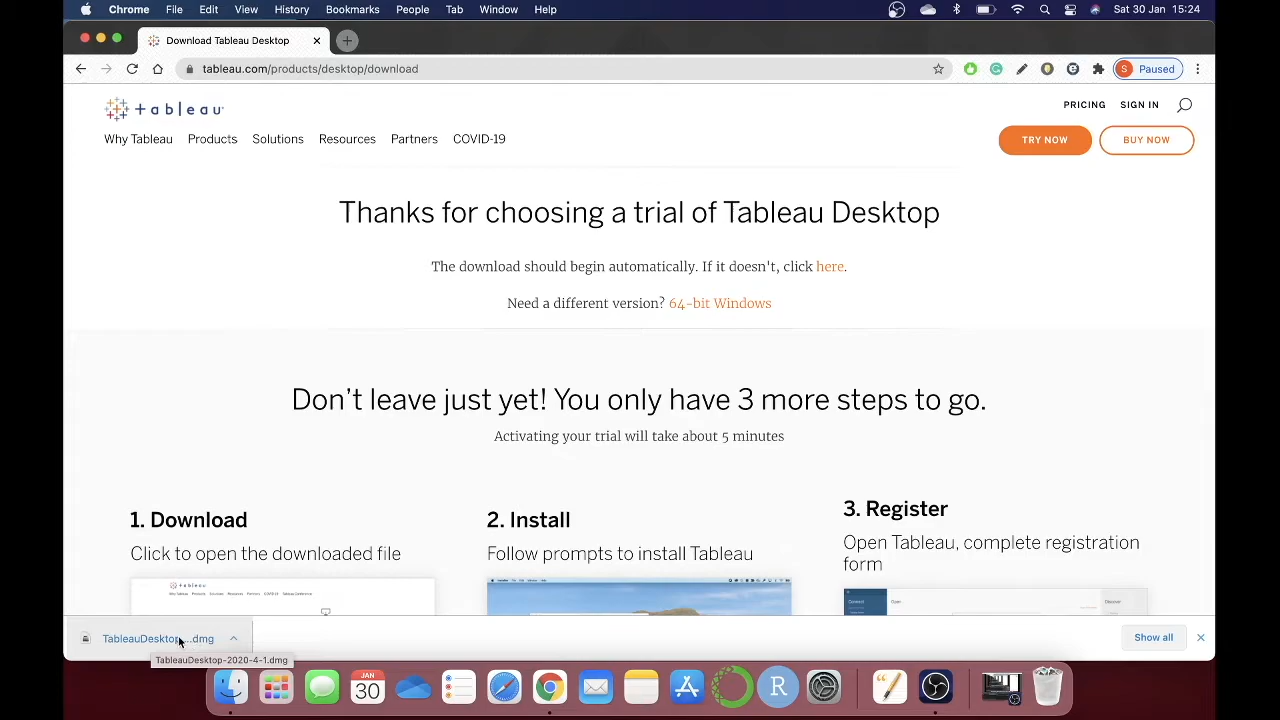 Chrome File Edit View History Bookmarks People Tab Window Help Sat 30 Jan 15:24
Download Tableau Desktop
tableau.com/products/desktop/download
S Paused
+ableau
PRICING SIGN IN
Why Tableau Products Solutions Resources Partners COVID-19
TRY NOW BUY NOW
Thanks for choosing a trial of Tableau Desktop
The download should begin automatically. If it doesn't, click here.
Need a different version? 64-bit Windows
Don't leave just yet! You only have 3 more steps to go.
Activating your trial will take about 5 minutes
1. Download
Click to open the downloaded file
2. Install
Follow prompts to install Tableau
3. Register
Open Tableau, complete registration
form
TableauDesktop-....dmg
Show all
TableauDesktop-2020-4-1.dmg
JAN
30
R